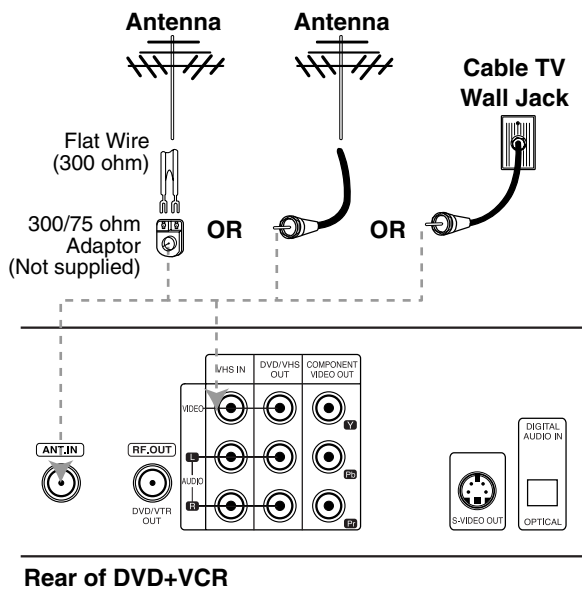 Antenna
Antenna
Cable TV
Wall Jack
Flat Wire
(300 ohm)
300/75 ohm
Adaptor
(Not supplied)
OR
OR
VHS IN
DVD/VHS
OUT
COMPONENT
VIDEO OUT
VIDEO
Y
ANT.IN
RF.OUT
DVD/VTR
OUT
L
AUDIO
R
Pb
Pr
S-VIDEO OUT
DIGITAL
AUDIO IN
OPTICAL
Rear of DVD+VCR